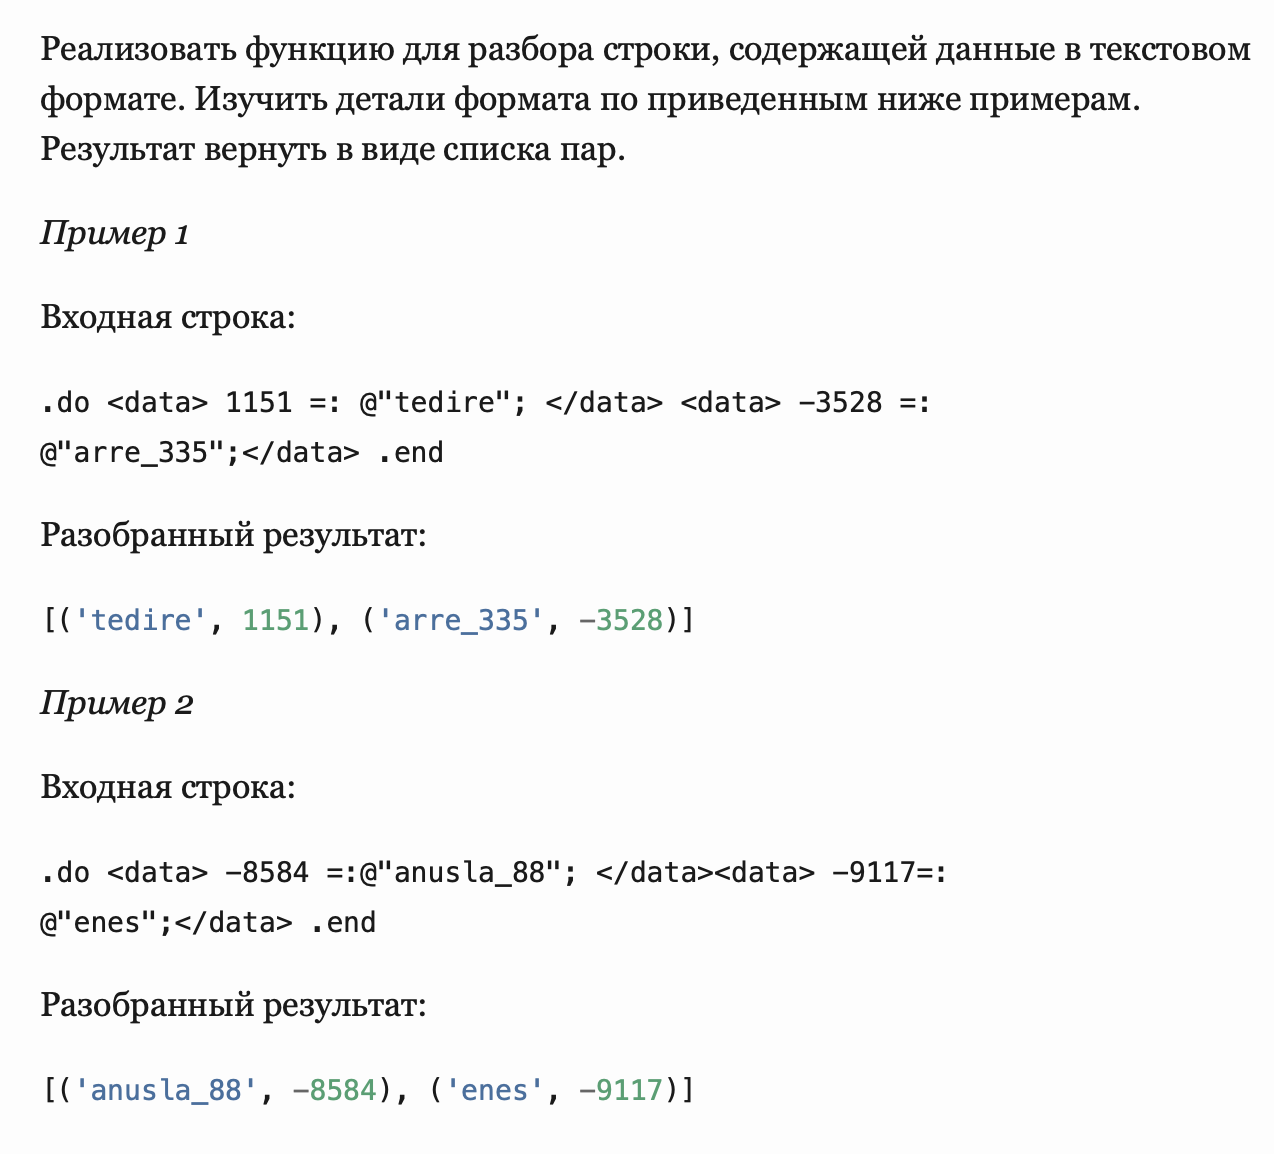 Реализовать функцию для разбора строки, содержащей данные в текстовом
формате. Изучить детали формата по приведенным ниже примерам.
Результат вернуть в виде списка пар.
Пример 1
Входная строка:
.do <data> 1151 =: @"tedire"; </data> <data> -3528 =:
@"arre_335";</data> .end
Разобранный результат:
[('tedire', 1151), ('arre_335', -3528)]
Пример 2
Входная строка:
.do <data> -8584 =:@"anusla_88"; </data><data> -9117=:
@"enes";</data> .end
Разобранный результат:
[('anusla_88', -8584), ('enes', -9117)]